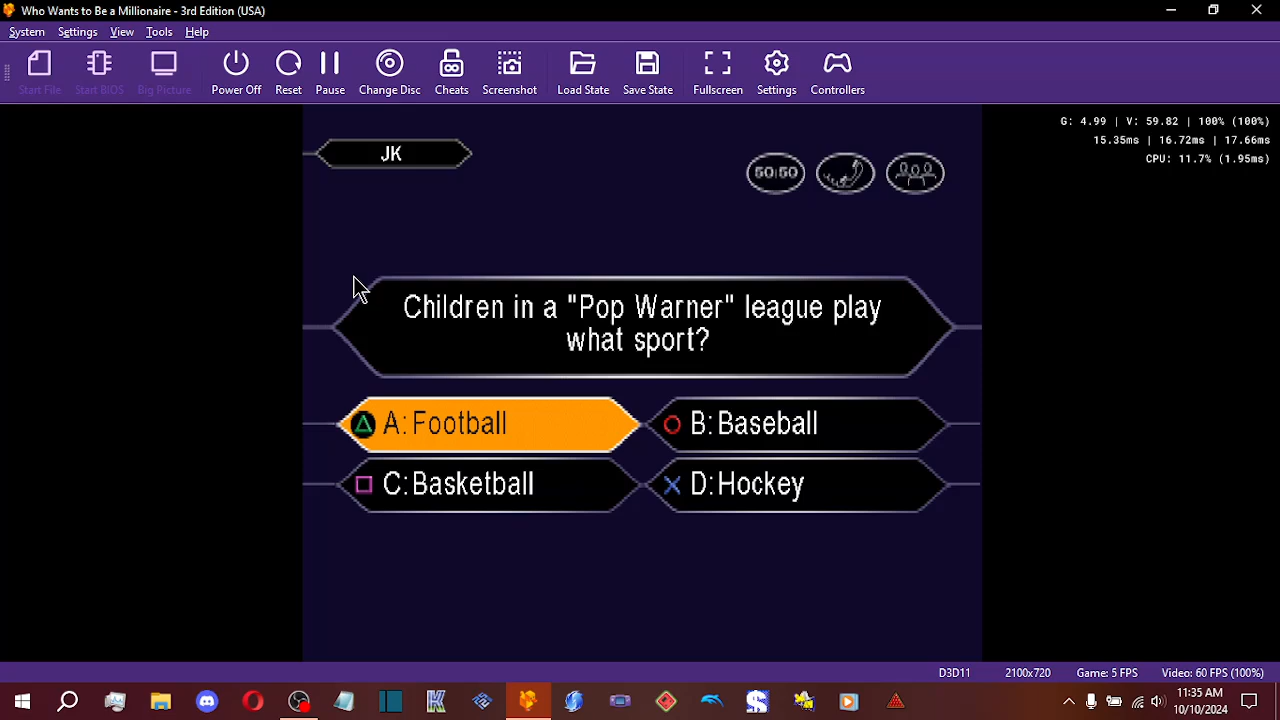 Who Wants to Be a Millionaire - 3rd Edition (USA)
System Settings View Tools Help
Start File Start BIOS Big Picture Power Off Reset Pause Change Disc Cheats Screenshot Load State Save State Fullscreen Settings Controllers
G: 4.99 | V: 59.82 | 100% (100%)
15.35ms | 16.72ms | 17.66ms
CPU: 11.7% (1.95ms)
JK
50:50
Children in a "Pop Warner" league play
what sport?
A: Football B: Baseball
C: Basketball D: Hockey
D3D11 2100x720 Game: 5 FPS Video: 60 FPS (100%)
11:35 AM
10/10/2024